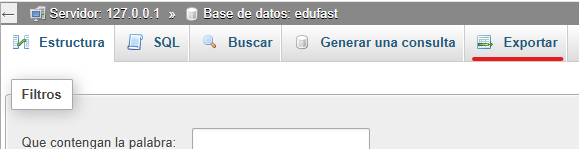 ← Servidor: 127.0.0.1 » Base de datos: edufast
Estructura SQL Buscar Generar una consulta Exportar
Filtros
Que contengan la palabra: